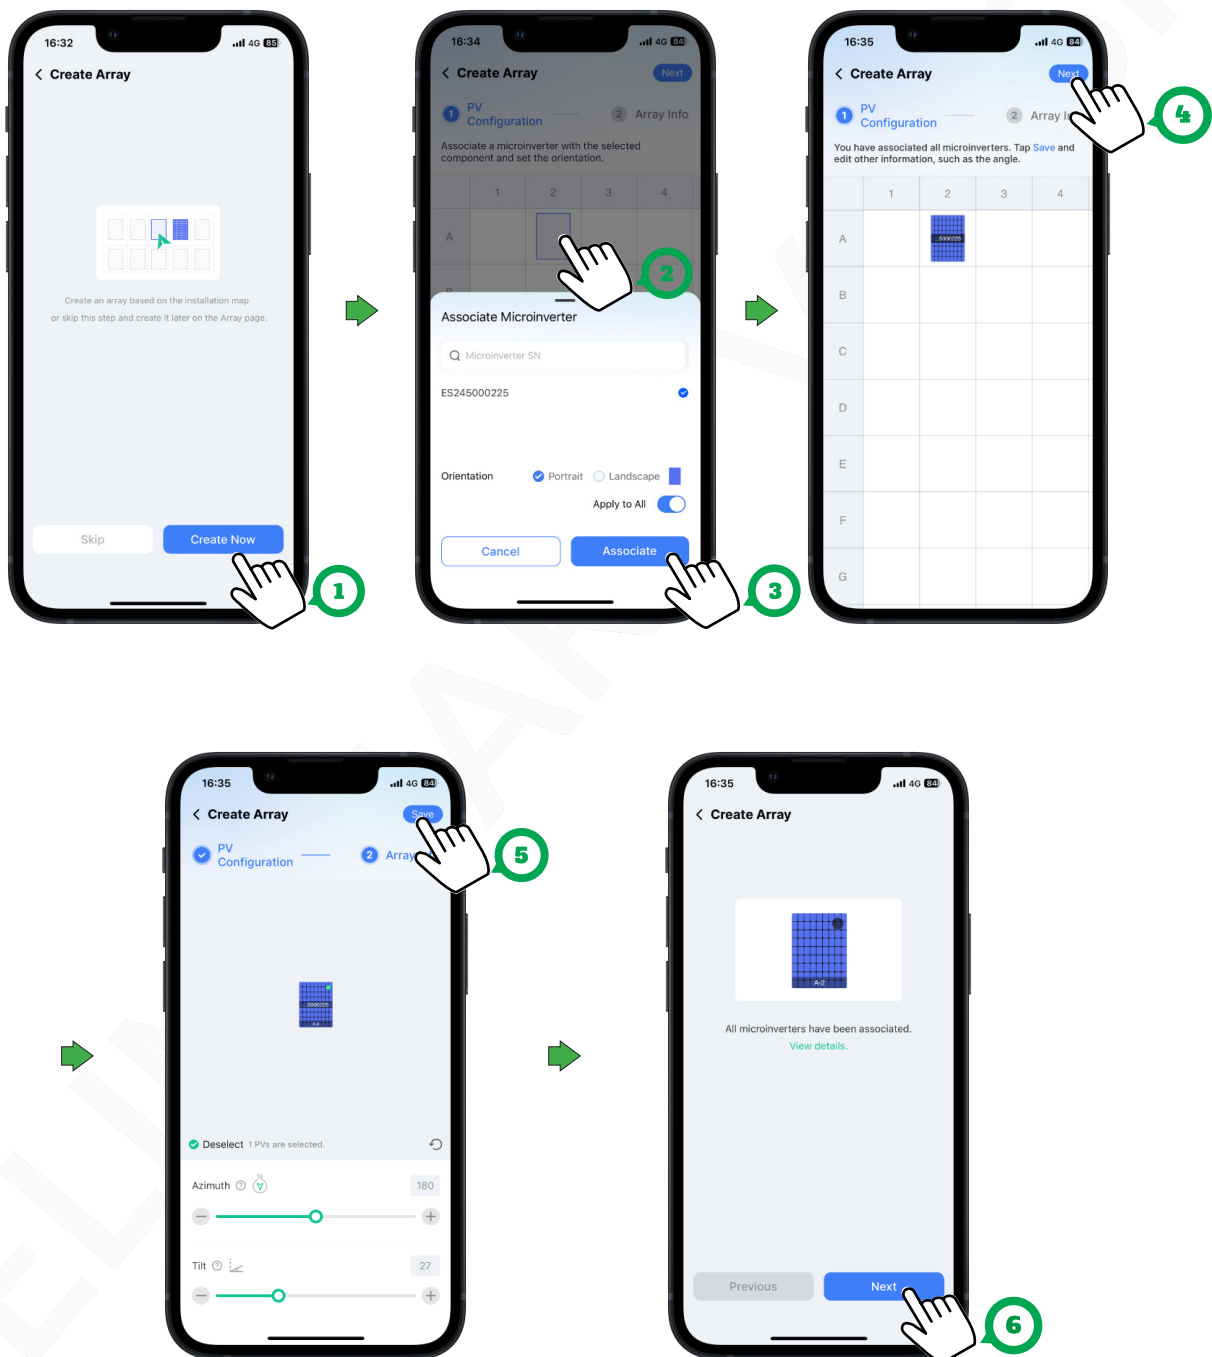 16:32
4G 85
Create Array
Create an array based on the installation map
or skip this step and create it later on the Array page.
Skip
Create Now
1
16:34
4G 84
Create Array
Next
1
PV
Configuration
2
Array Info
Associate a microinverter with the selected
component and set the orientation.
1 2 3 4
A
2
Associate Microinverter
Microinverter SN
ES245000225
Orientation
Portrait
Landscape
Apply to All
Cancel
Associate
3
16:35
4G 84
Create Array
Next
4
1
PV
Configuration
2
Array
You have associated all microinverters. Tap Save and
edit other information, such as the angle.
1 2 3 4
A
...5000225
B
C
D
E
F
G
16:35
4G 84
Create Array
Save
5
PV
Configuration
2
Array
...5000225
A-2
Deselect 1 PVs are selected.
Azimuth
N
A
180
Tilt
27
16:35
4G 84
Create Array
A-2
All microinverters have been associated.
View details.
Previous
Next
6